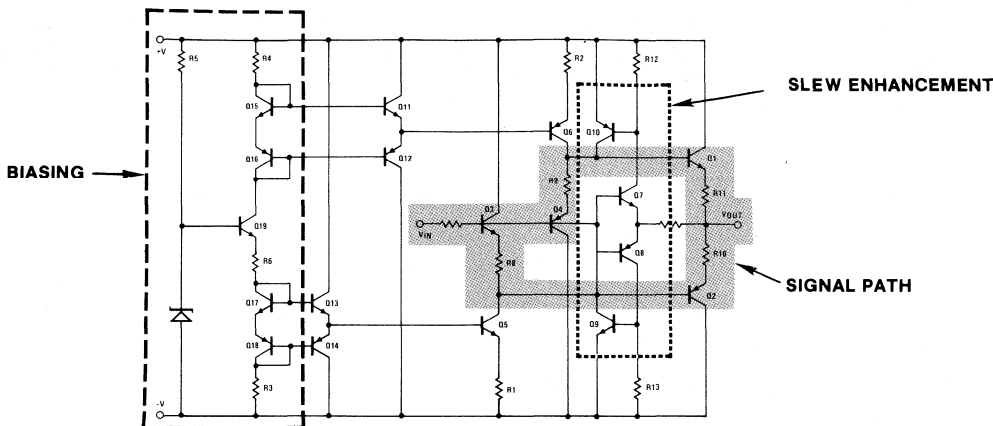 +V
R5
R4
R2
R12
SLEW ENHANCEMENT
Q15
Q11
Q6
Q10
Q16
Q12
Q1
BIASING
R9
Q7
R11
Q3
Q4
VOUT
VIN
Q19
Q8
R6
R8
R10
SIGNAL PATH
Q17
Q13
Q2
Q5
Q9
Q18
Q14
R3
R1
R13
-V